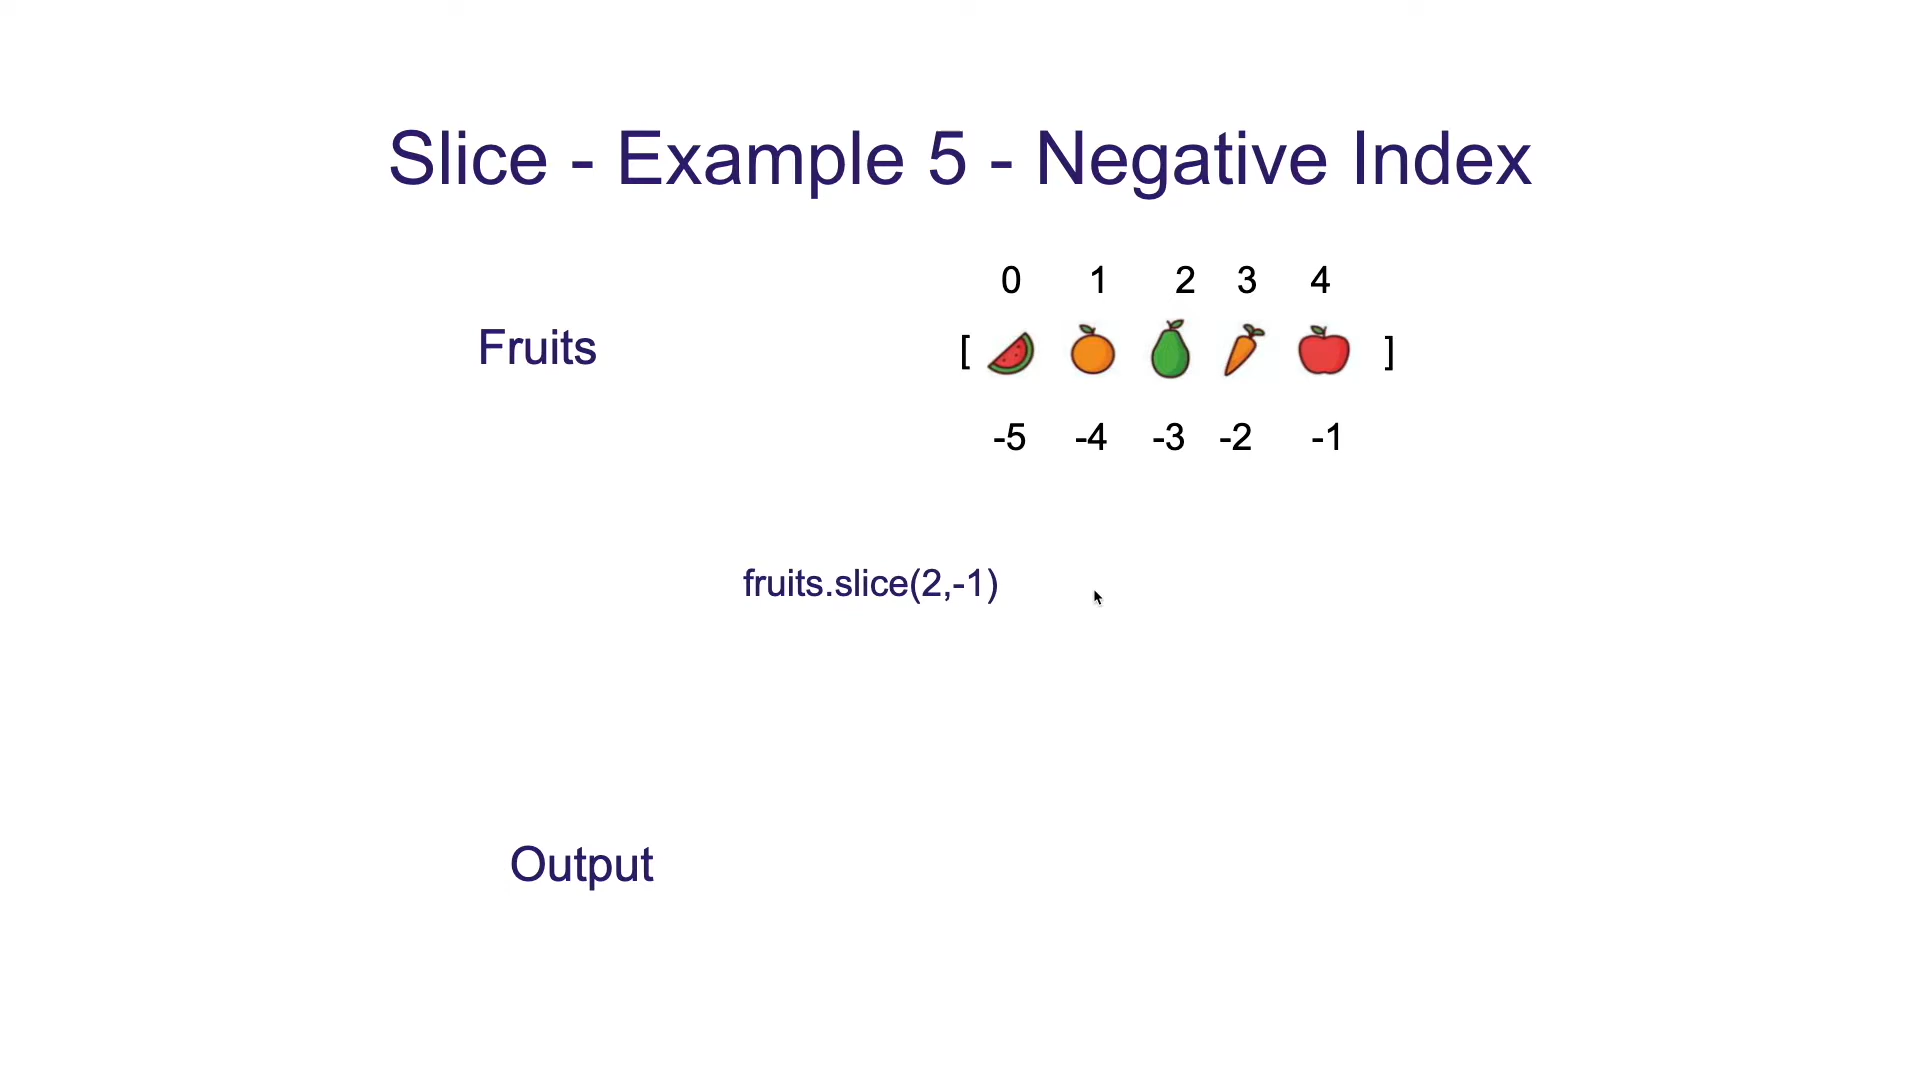 Slice - Example 5 - Negative Index
0 1 2 3 4
Fruits [ ]
-5 -4 -3 -2 -1
fruits.slice(2,-1)
Output